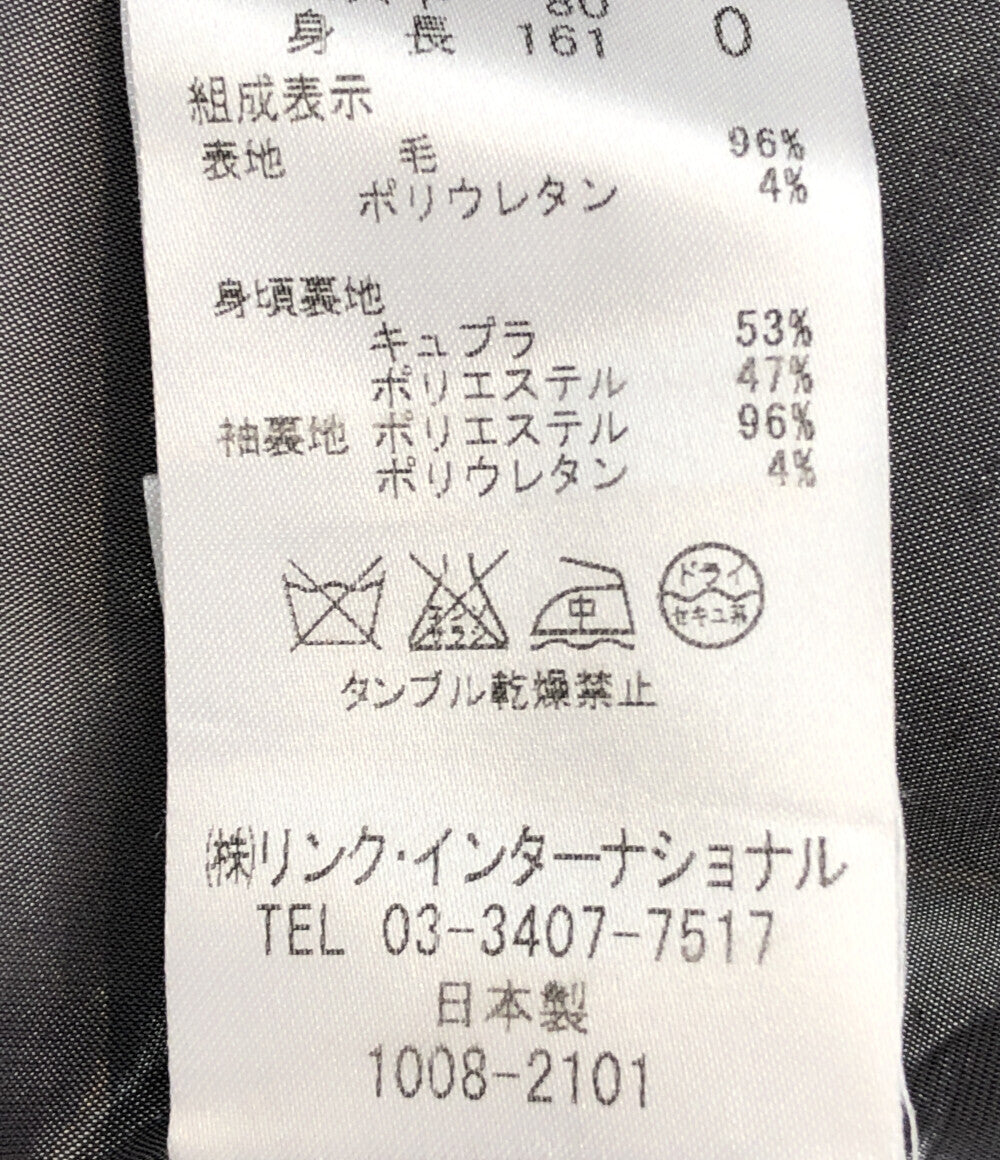 80
身長 161 0
組成表示
表地 毛 96%
ポリウレタン 4%
身頃裏地
キュプラ 53%
ポリエステル 47%
袖裏地 ポリエステル 96%
ポリウレタン 4%
中 ドライ
セキユ系
タンブル乾燥禁止
㈱リンク・インターナショナル
TEL 03-3407-7517
日本製
1008-2101